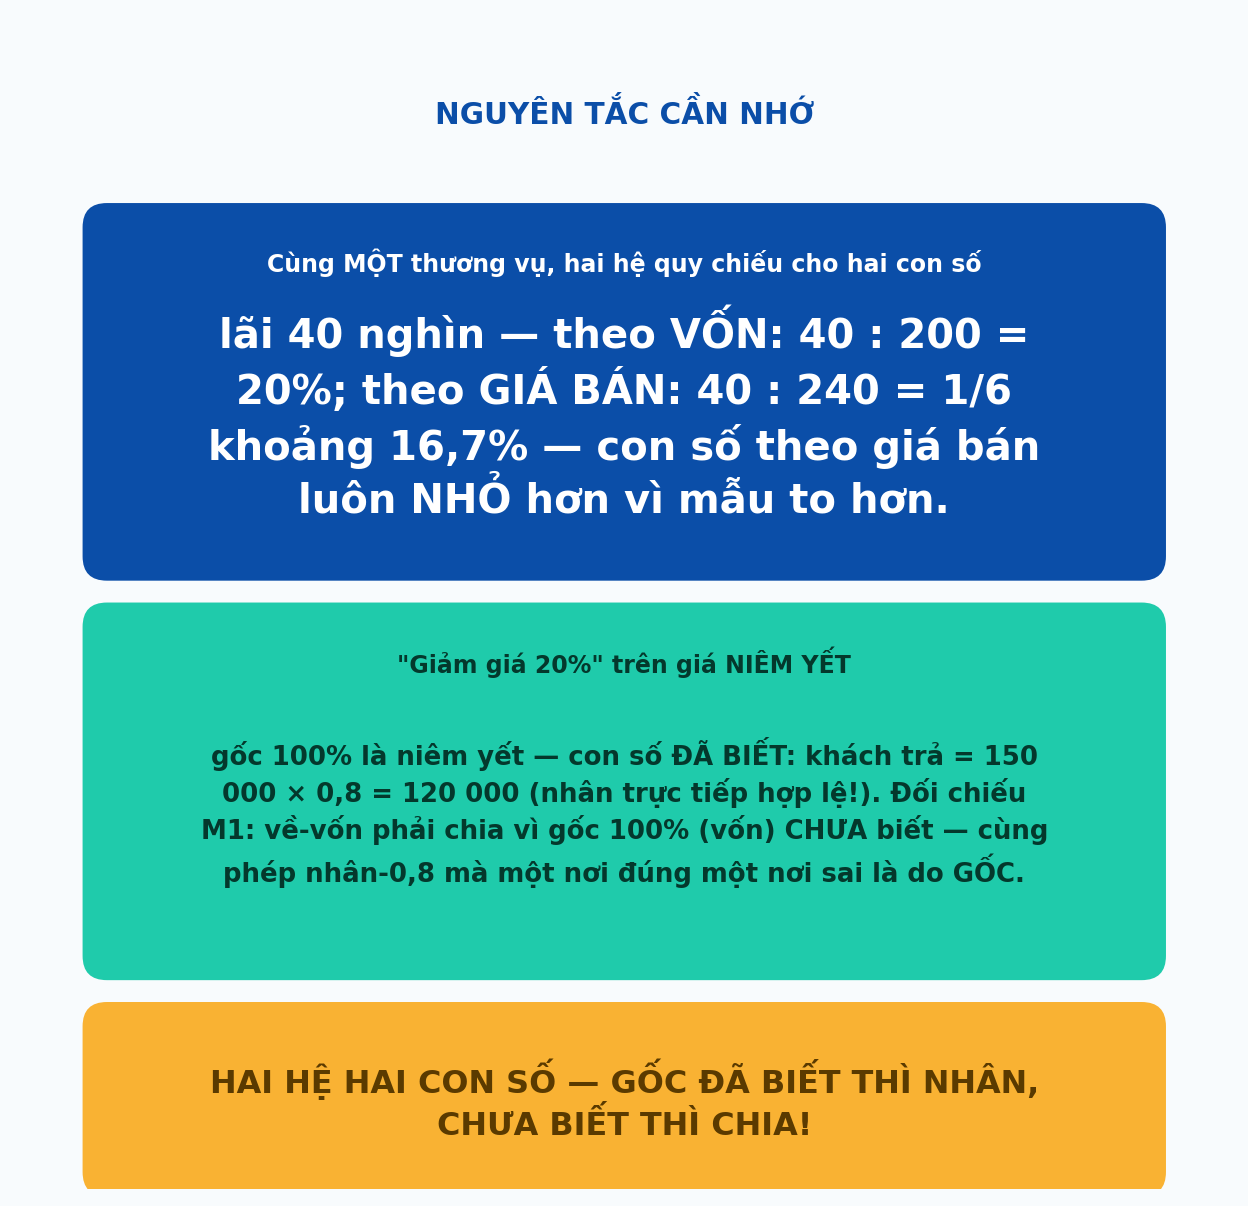 NGUYÊN TẮC CẦN NHỚ
Cùng MỘT thương vụ, hai hệ quy chiếu cho hai con số
lãi 40 nghìn — theo VỐN: 40 : 200 =
20%; theo GIÁ BÁN: 40 : 240 = 1/6
khoảng 16,7% — con số theo giá bán
luôn NHỎ hơn vì mẫu to hơn.
"Giảm giá 20%" trên giá NIÊM YẾT
gốc 100% là niêm yết — con số ĐÃ BIẾT: khách trả = 150
000 × 0,8 = 120 000 (nhân trực tiếp hợp lệ!). Đối chiếu
M1: về-vốn phải chia vì gốc 100% (vốn) CHƯA biết — cùng
phép nhân-0,8 mà một nơi đúng một nơi sai là do GỐC.
HAI HỆ HAI CON SỐ — GỐC ĐÃ BIẾT THÌ NHÂN,
CHƯA BIẾT THÌ CHIA!